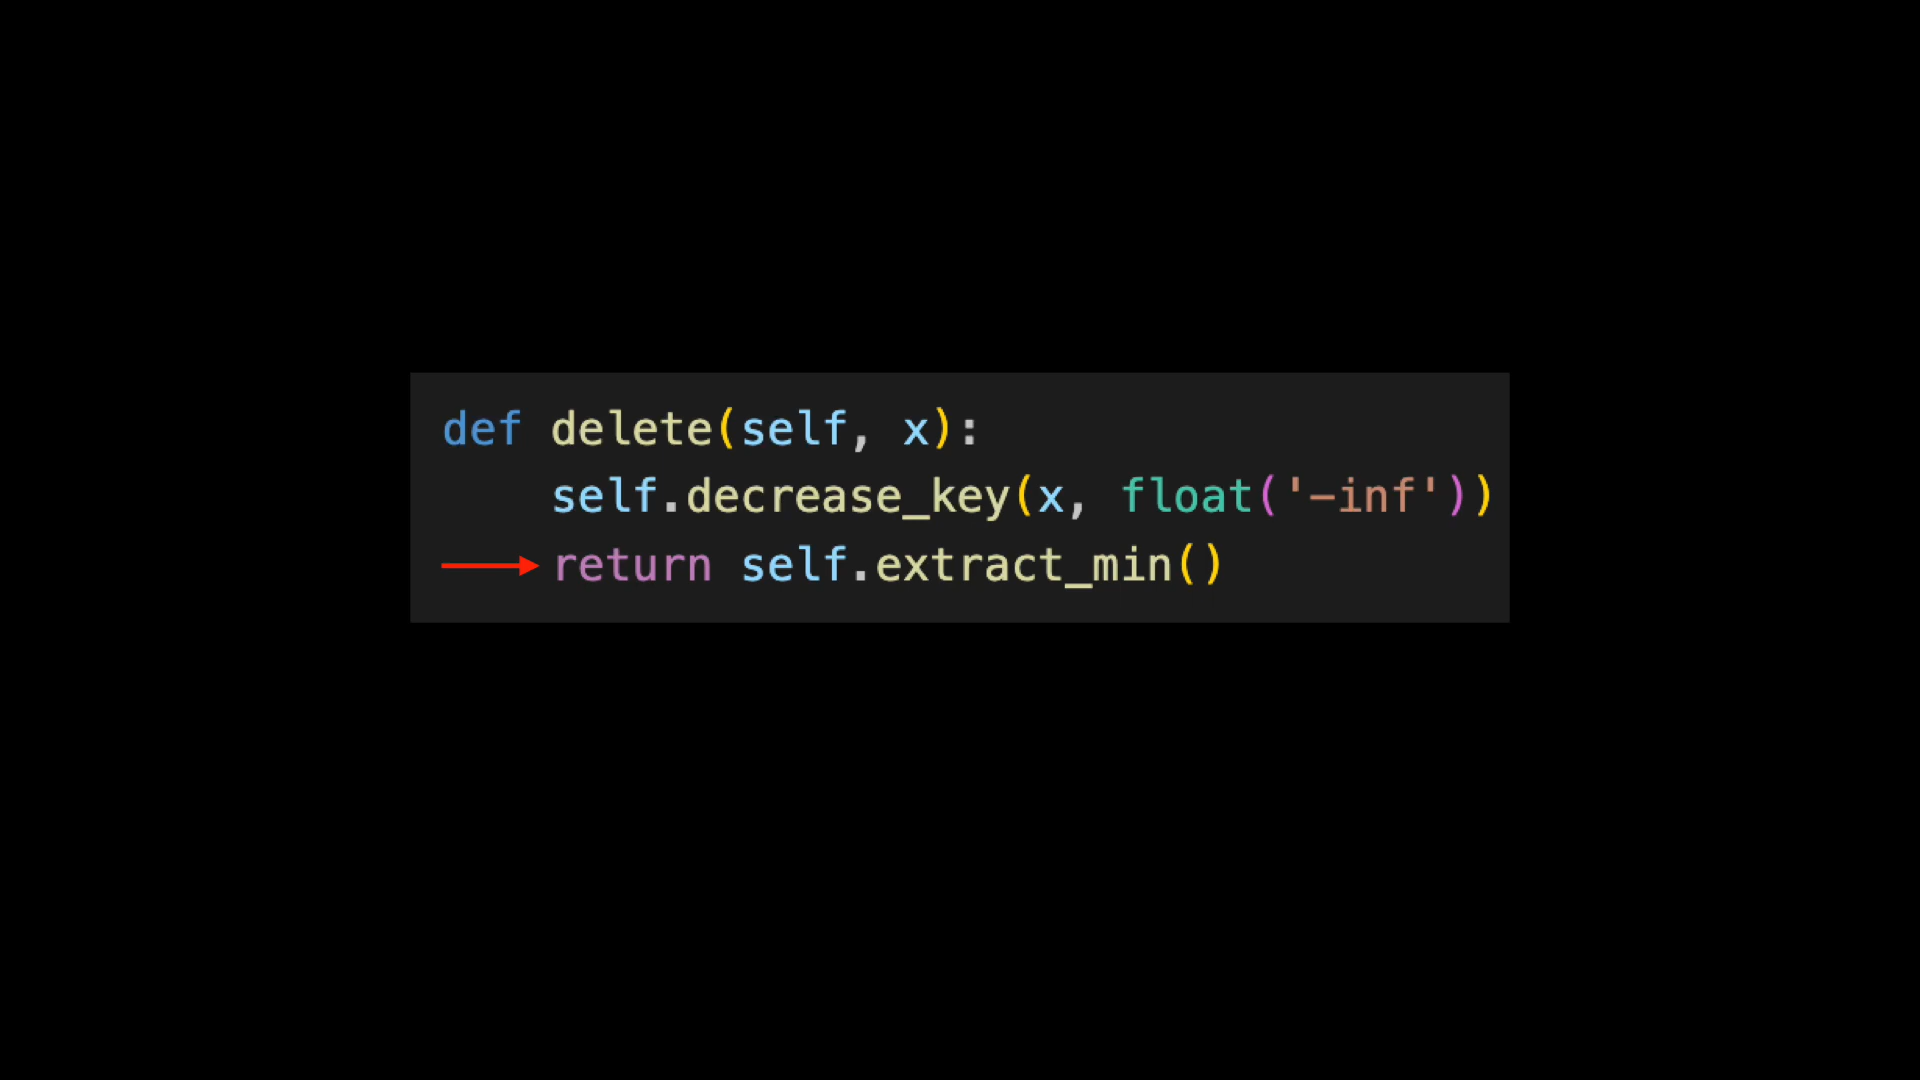 def delete(self, x):
    self.decrease_key(x, float('-inf'))
    return self.extract_min()